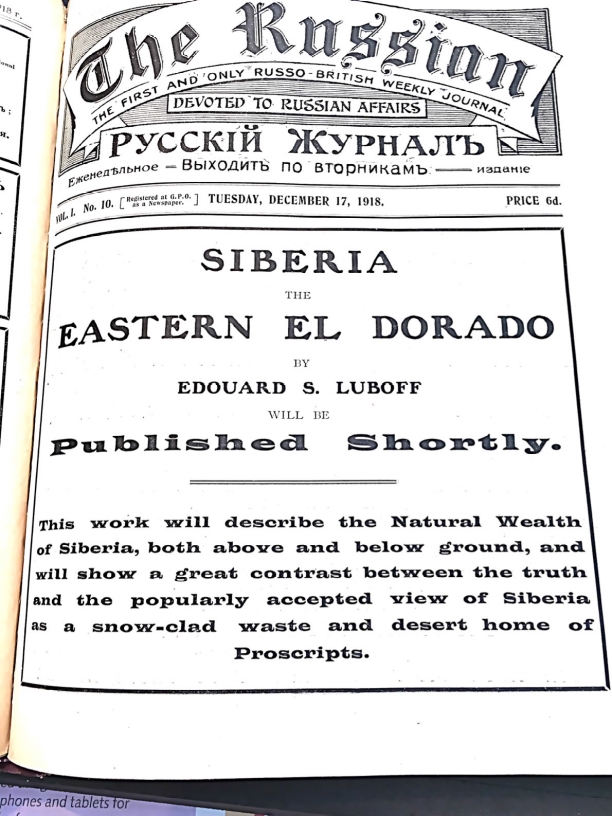 18 г.
The Russian
THE FIRST AND ONLY RUSSO-BRITISH WEEKLY JOURNAL
DEVOTED TO RUSSIAN AFFAIRS
РУССКІЙ ЖУРНАЛЪ
Еженедѣльное — ВЫХОДИТЪ ПО ВТОРНИКАМЪ. — изданіе
VOL. I. No. 10. [Registered at G.P.O. as a Newspaper.] TUESDAY, DECEMBER 17, 1918. PRICE 6d.
SIBERIA
THE
EASTERN EL DORADO
BY
EDOUARD S. LUBOFF
WILL BE
Published Shortly.
This work will describe the Natural Wealth
of Siberia, both above and below ground, and
will show a great contrast between the truth
and the popularly accepted view of Siberia
as a snow-clad waste and desert home of
Proscripts.
phones and tablets for